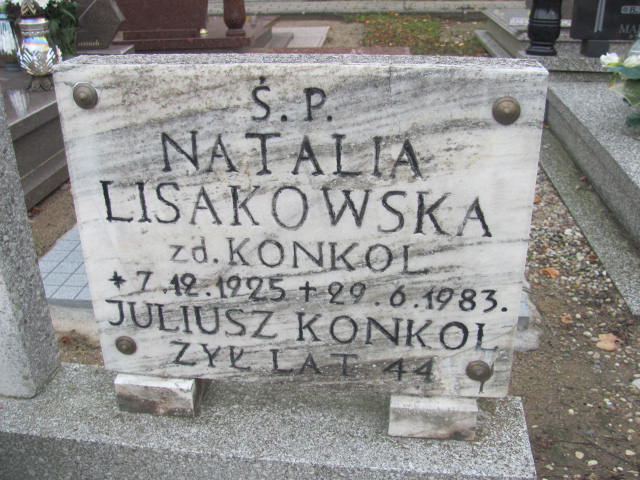 Ś. P.
NATALIA
LISAKOWSKA
zd. KONKOL
* 7.12.1925 + 29.6.1983.
JULIUSZ KONKOL
ŻYŁ LAT 44